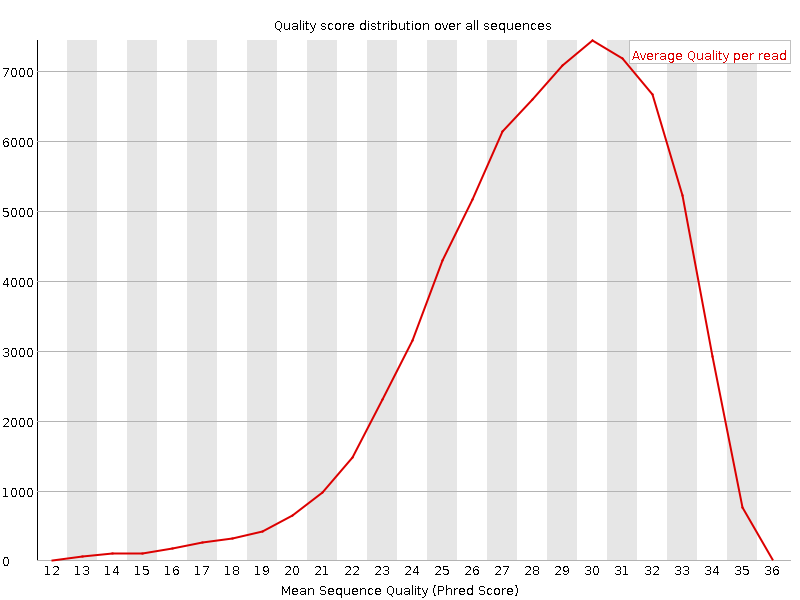 Quality score distribution over all sequences
Average Quality per read
7000
6000
5000
4000
3000
2000
1000
0
12 13 14 15 16 17 18 19 20 21 22 23 24 25 26 27 28 29 30 31 32 33 34 35 36
Mean Sequence Quality (Phred Score)